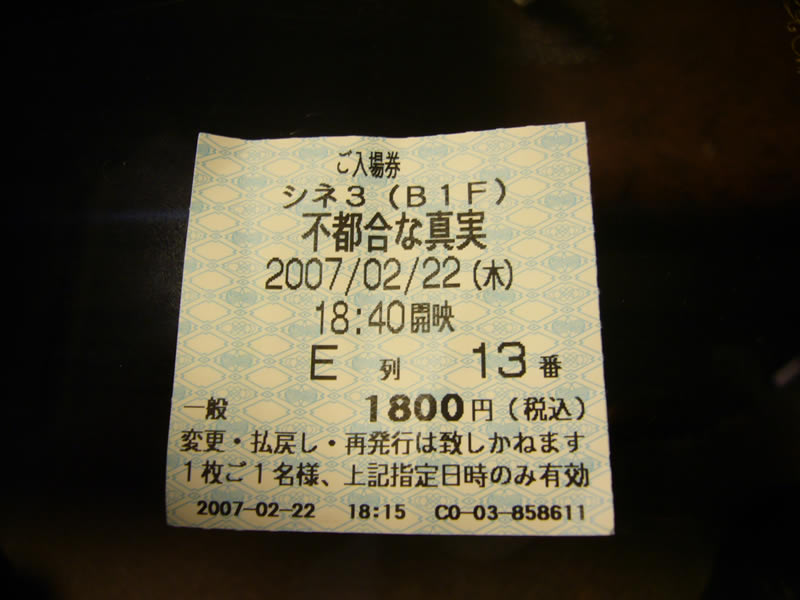 ご入場券
シネ3（B1F）
不都合な真実
2007/02/22（木）
18:40開映
E 列 13 番
一般 1800円（税込）
変更・払戻し・再発行は致しかねます
1枚ご1名様、上記指定日時のみ有効
2007-02-22 18:15 CO-03-858611